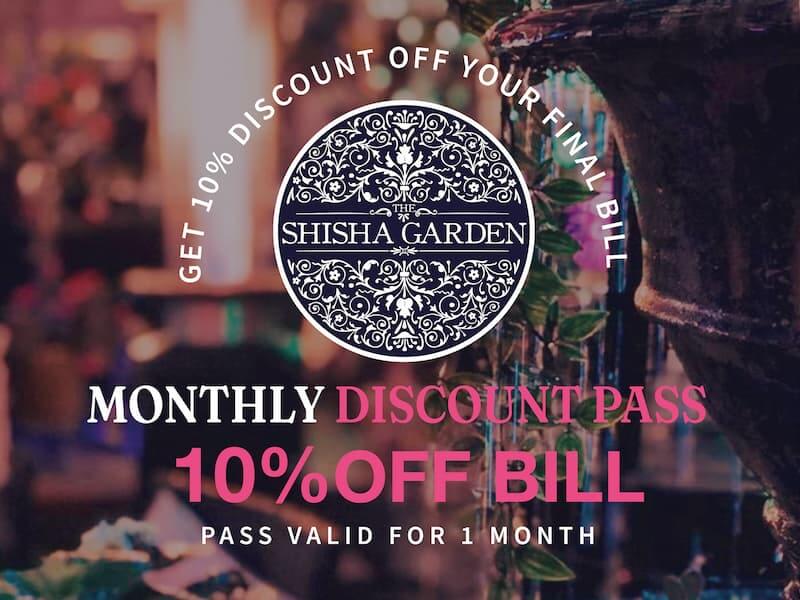 GET 10% DISCOUNT OFF YOUR FINAL BILL
THE
SHISHA GARDEN
MONTHLY DISCOUNT PASS
10%OFF BILL
PASS VALID FOR 1 MONTH